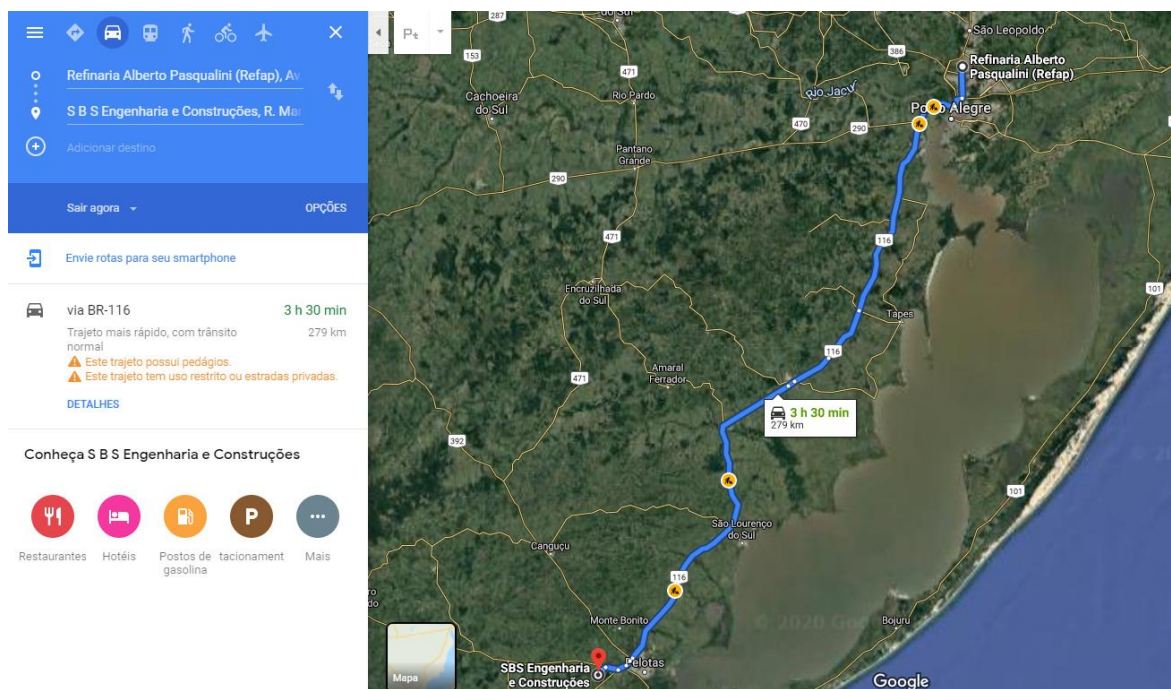 Refinaria Alberto Pasqualini (Refap), Av
S B S Engenharia e Construções, R. Mar
Adicionar destino
Sair agora
OPÇÕES
Envie rotas para seu smartphone
via BR-116
3 h 30 min
Trajeto mais rápido, com trânsito
279 km
normal
Este trajeto possui pedágios.
Este trajeto tem uso restrito ou estradas privadas.
DETALHES
Conheça S B S Engenharia e Construções
P
Restaurantes
Hotéis
Postos de
gasolina
tacionament
Mais
do Sul
287
São Leopoldo
153
386
Refinaria Alberto
Pasqualini (Refap)
471
Cachoeira
do Sul
Rio Pardo
Rio Jacuí
Alegre
470
290
Pantano
Grande
290
116
471
101
Encruzilhada
do Sul
Tapes
116
Amaral
Ferrador
471
3 h 30 min
279 km
392
101
São Lourenço
do Sul
Canguçu
116
Monte Bonito
Bojuru
SBS Engenharia
e Construções
Pelotas
Mapa
Google